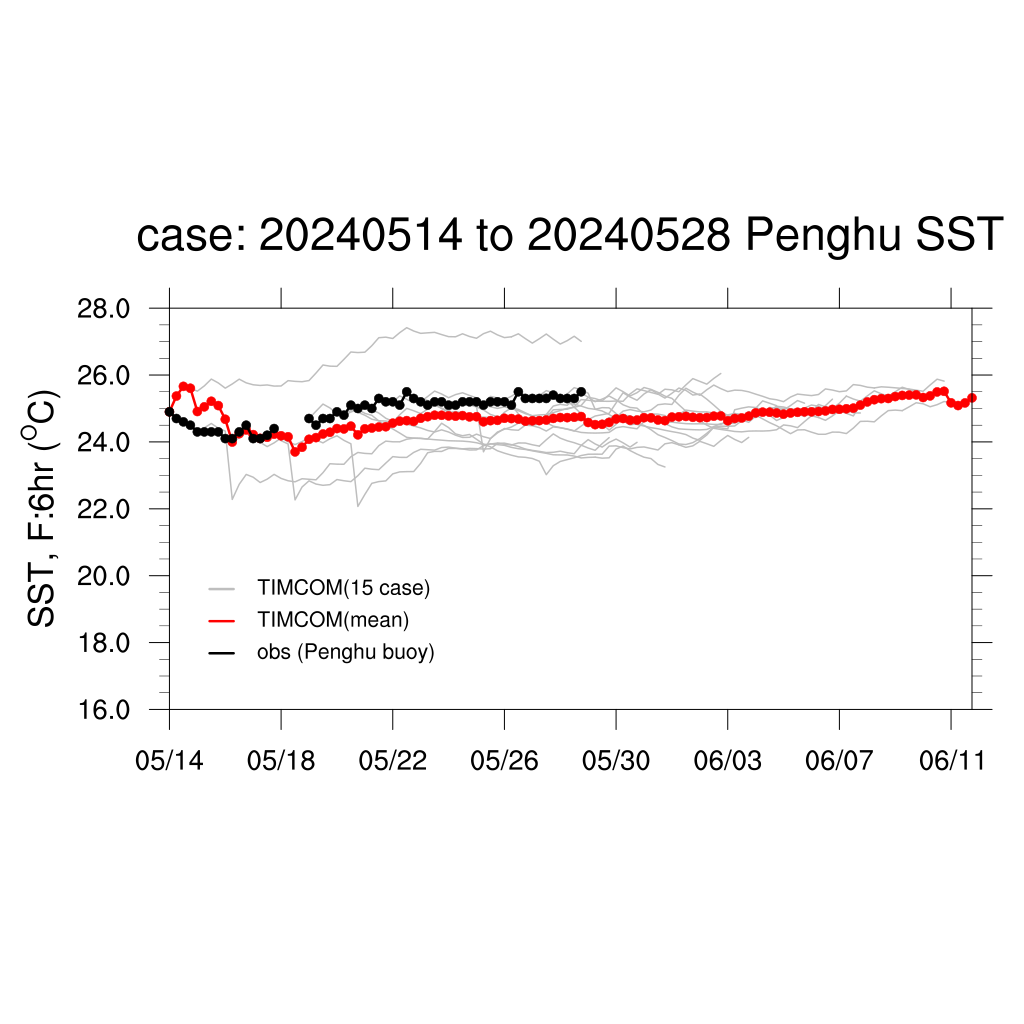 case: 20240514 to 20240528 Penghu SST
SST, F:6hr (°C)
28.0
26.0
24.0
22.0
20.0
18.0
16.0
TIMCOM(15 case)
TIMCOM(mean)
obs (Penghu buoy)
05/14 05/18 05/22 05/26 05/30 06/03 06/07 06/11